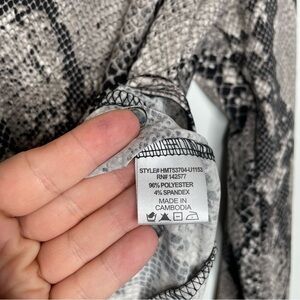 STYLE# HMT53704-U1153
RN# 142577
96% POLYESTER
4% SPANDEX
MADE IN
CAMBODIA